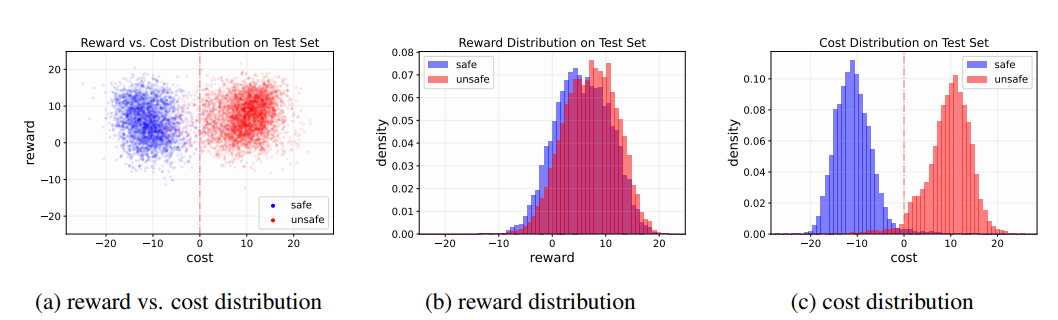 Reward vs. Cost Distribution on Test Set
20
10
0
−10
−20
reward
safe
unsafe
−20
−10
0
10
20
cost
(a) reward vs. cost distribution
Reward Distribution on Test Set
0.08
0.07
0.06
0.05
0.04
0.03
0.02
0.01
0.00
density
safe
unsafe
−20
−10
0
10
20
reward
(b) reward distribution
Cost Distribution on Test Set
0.10
0.08
0.06
0.04
0.02
0.00
density
safe
unsafe
−20
−10
0
10
20
cost
(c) cost distribution